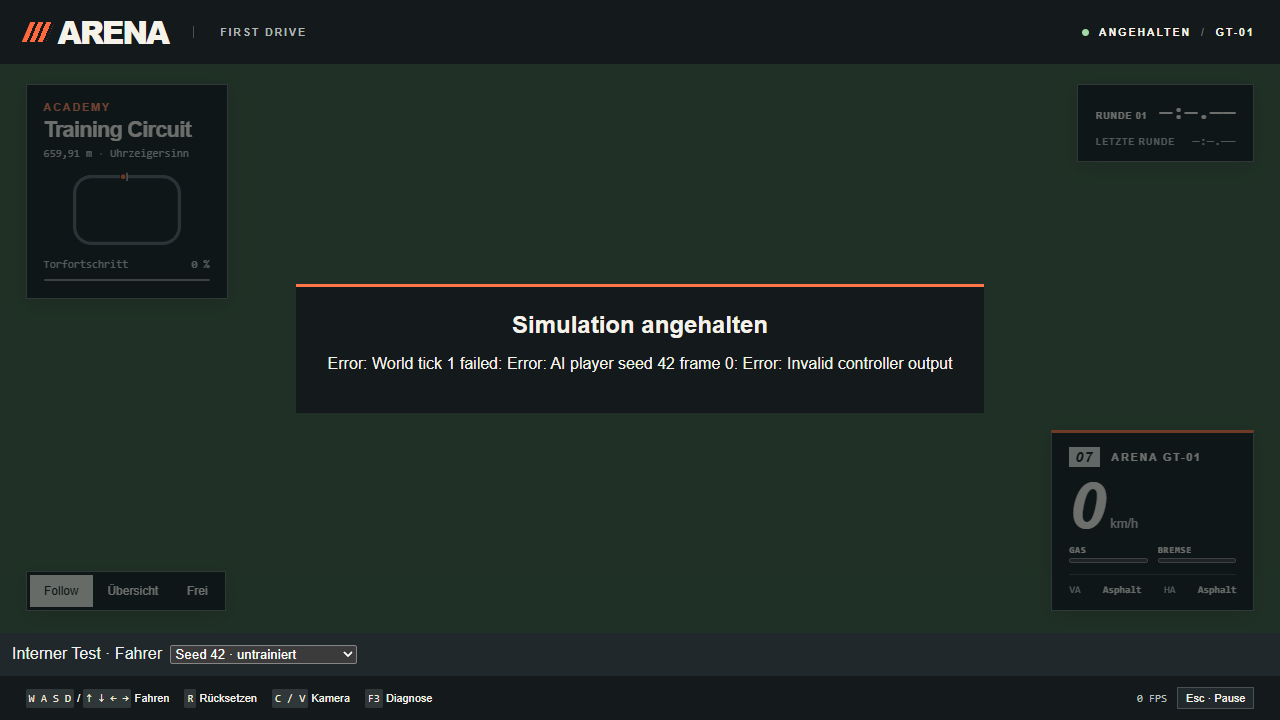 ARENA
FIRST DRIVE
ANGEHALTEN / GT-01
ACADEMY
Training Circuit
659,91 m · Uhrzeigersinn
Torfortschritt 0 %
RUNDE 01 —:—.——
LETZTE RUNDE —:—.——
Simulation angehalten
Error: World tick 1 failed: Error: AI player seed 42 frame 0: Error: Invalid controller output
07 ARENA GT-01
0 km/h
GAS BREMSE
VA Asphalt HA Asphalt
Follow Übersicht Frei
Interner Test · Fahrer Seed 42 · untrainiert
W A S D / ↑ ↓ ← → Fahren R Rücksetzen C / V Kamera F3 Diagnose
0 FPS Esc · Pause